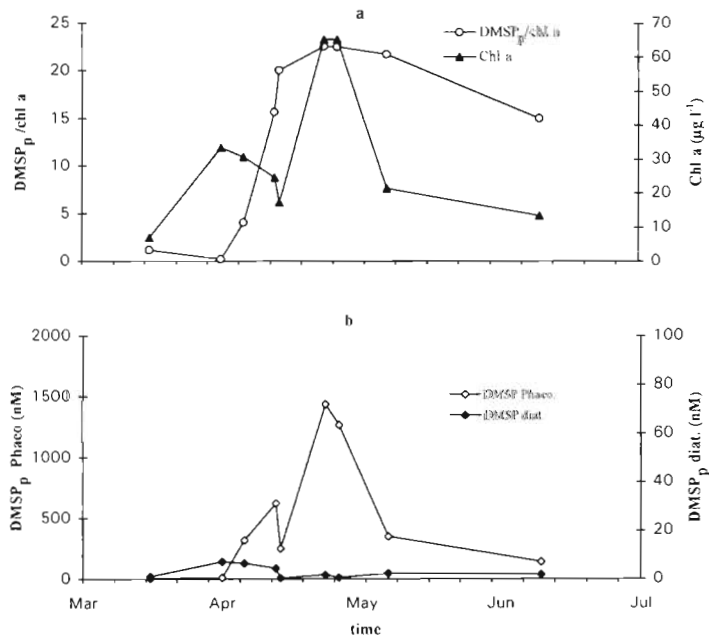 a
25
20
15
10
5
0
DMSPp /chl a
DMSPp/chl a
Chl a
70
60
50
40
30
20
10
0
Chl a (µg l⁻¹)
b
2000
1500
1000
500
0
DMSPp Phaeo (nM)
DMSP Phaeo.
DMSP diat
100
80
60
40
20
0
DMSPp diat. (nM)
Mar Apr May Jun Jul
time